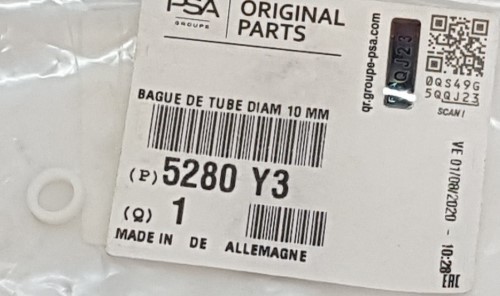 PSA
GROUPE
ORIGINAL
PARTS
BAGUE DE TUBE DIAM 10 MM
(P) 5280 Y3
(Q) 1
MADE IN DE ALLEMAGNE
qr.groupe-psa.com
0QS49G
5QQJ23
SCAN !
VE 01/09/2020 - 10:28
EAC